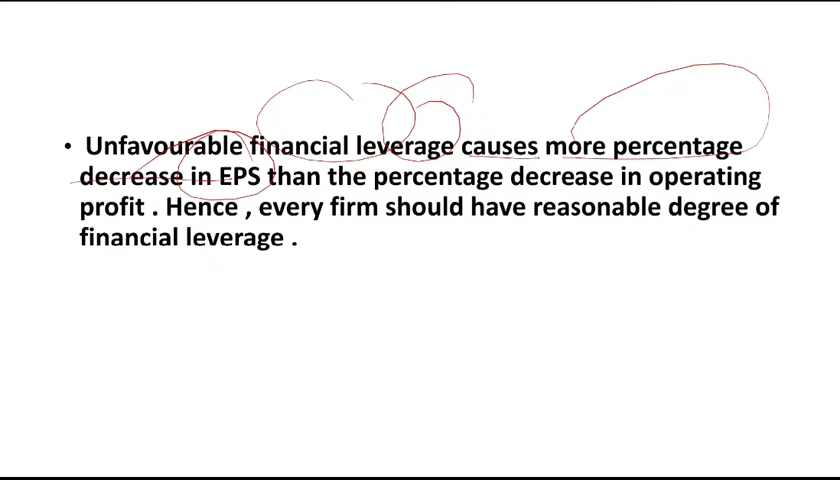 • Unfavourable financial leverage causes more percentage
decrease in EPS than the percentage decrease in operating
profit . Hence , every firm should have reasonable degree of
financial leverage .